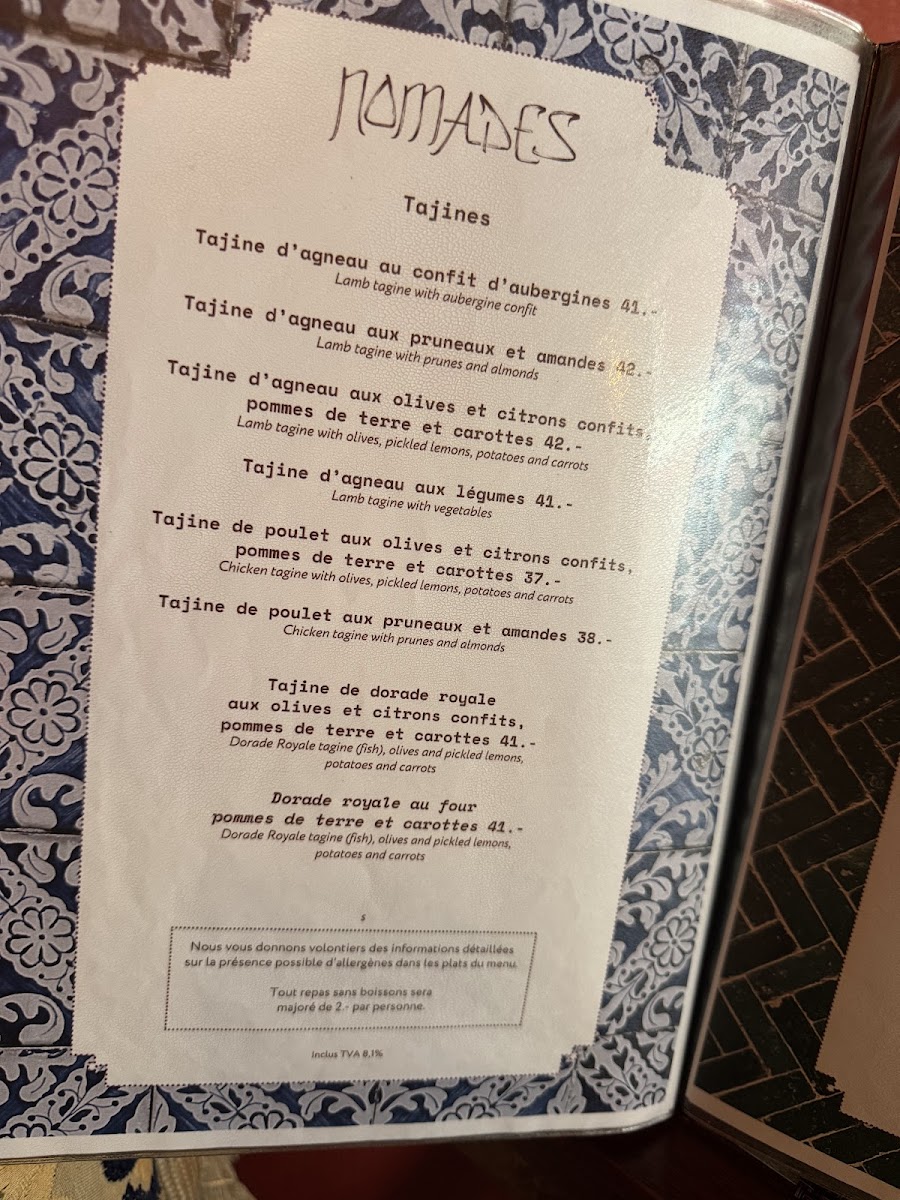 NOMADES
Tajines
Tajine d'agneau au confit d'aubergines 41.-
Lamb tagine with aubergine confit
Tajine d'agneau aux pruneaux et amandes 42.-
Lamb tagine with prunes and almonds
Tajine d'agneau aux olives et citrons confits,
pommes de terre et carottes 42.-
Lamb tagine with olives, pickled lemons, potatoes and carrots
Tajine d'agneau aux légumes 41.-
Lamb tagine with vegetables
Tajine de poulet aux olives et citrons confits,
pommes de terre et carottes 37.-
Chicken tagine with olives, pickled lemons, potatoes and carrots
Tajine de poulet aux pruneaux et amandes 38.-
Chicken tagine with prunes and almonds
Tajine de dorade royale
aux olives et citrons confits,
pommes de terre et carottes 41.-
Dorade Royale tagine (fish), olives and pickled lemons,
potatoes and carrots
Dorade royale au four
pommes de terre et carottes 41.-
Dorade Royale tagine (fish), olives and pickled lemons,
potatoes and carrots
s
Nous vous donnons volontiers des informations détaillées
sur la présence possible d'allergènes dans les plats du menu.
Tout repas sans boissons sera
majoré de 2.- par personne.
Inclus TVA 8,1%